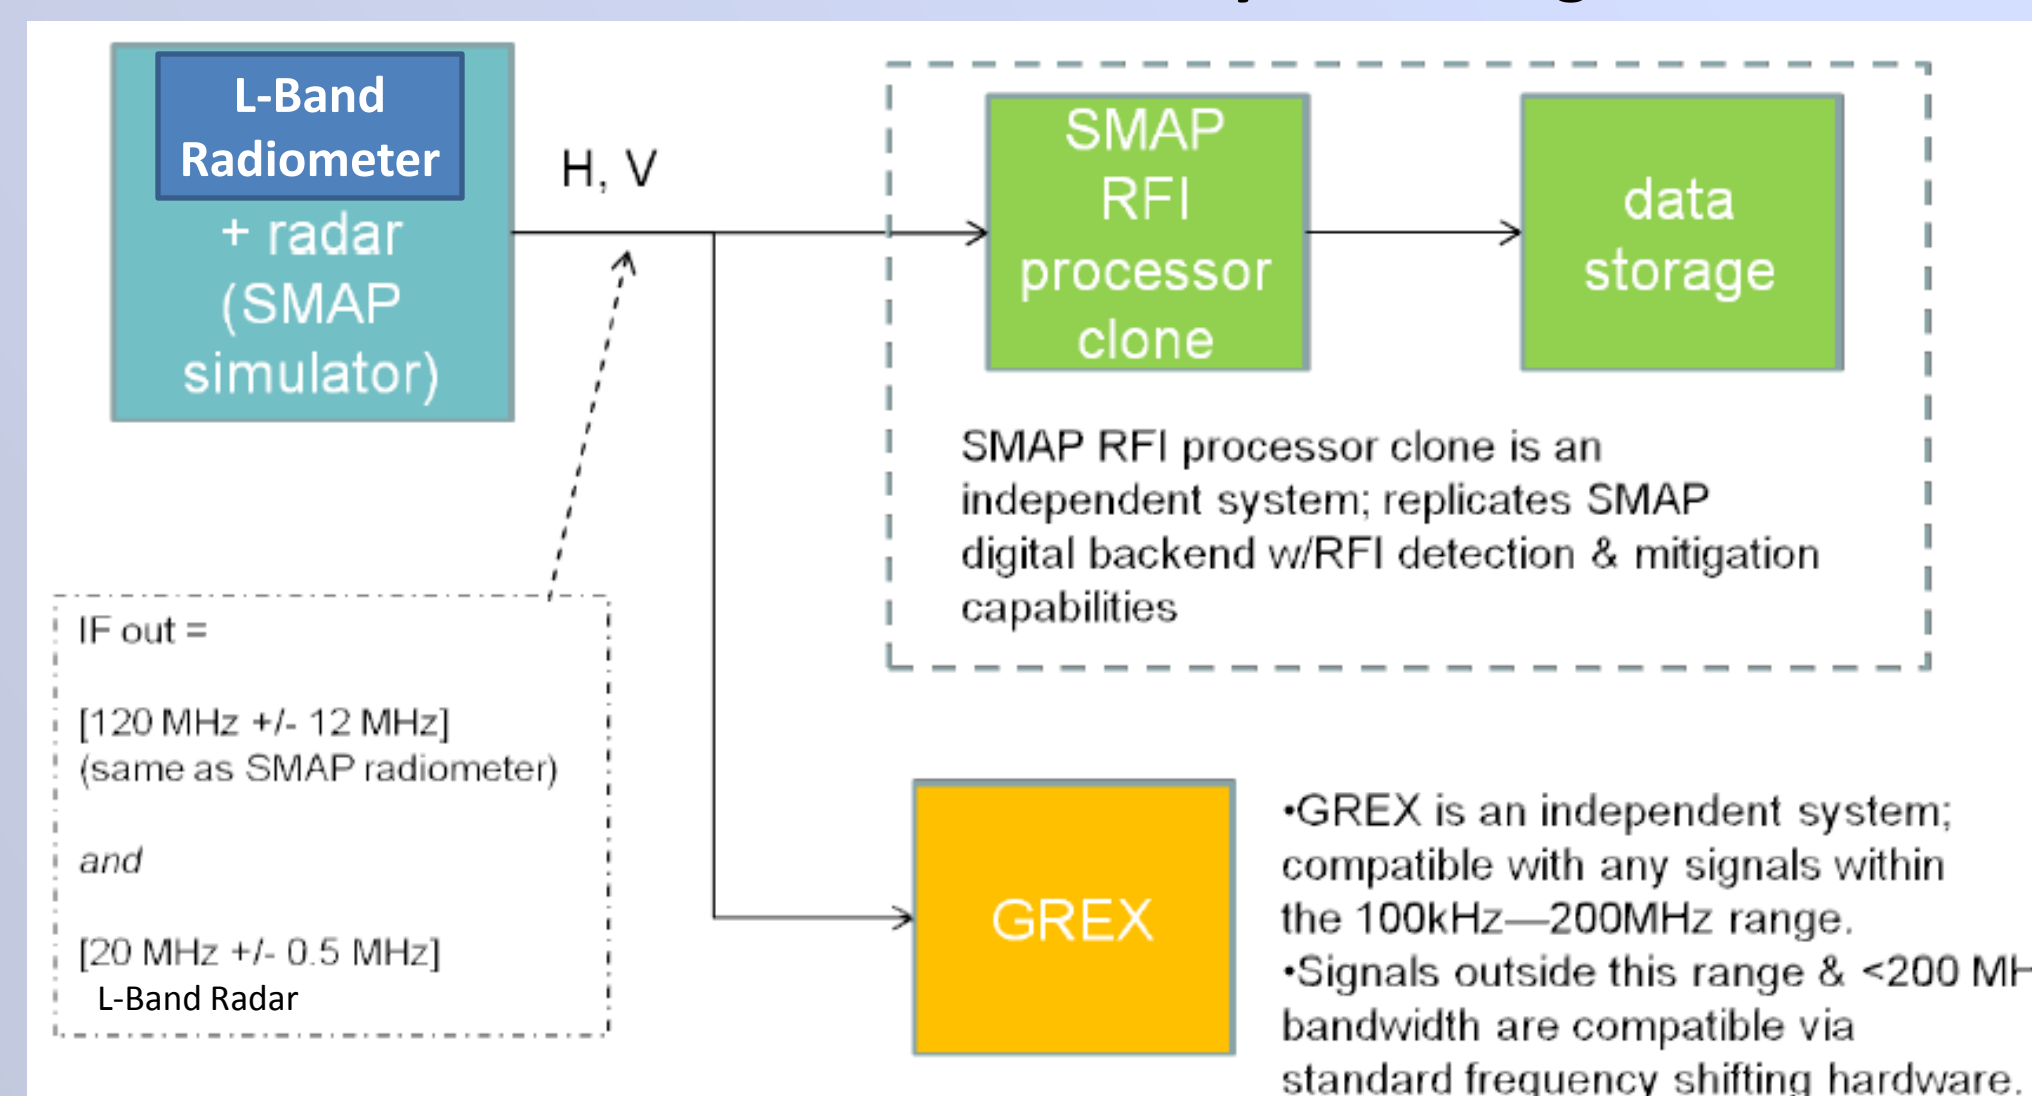 L-Band
Radiometer
+ radar
(SMAP
simulator)
H, V
SMAP
RFI
processor
clone
data
storage
SMAP RFI processor clone is an
independent system; replicates SMAP
digital backend w/RFI detection & mitigation
capabilities
IF out =
[120 MHz +/- 12 MHz]
(same as SMAP radiometer)
and
[20 MHz +/- 0.5 MHz]
L-Band Radar
GREX
•GREX is an independent system;
compatible with any signals within
the 100kHz—200MHz range.
•Signals outside this range & <200
bandwidth are compatible via
standard frequency shifting hardware.